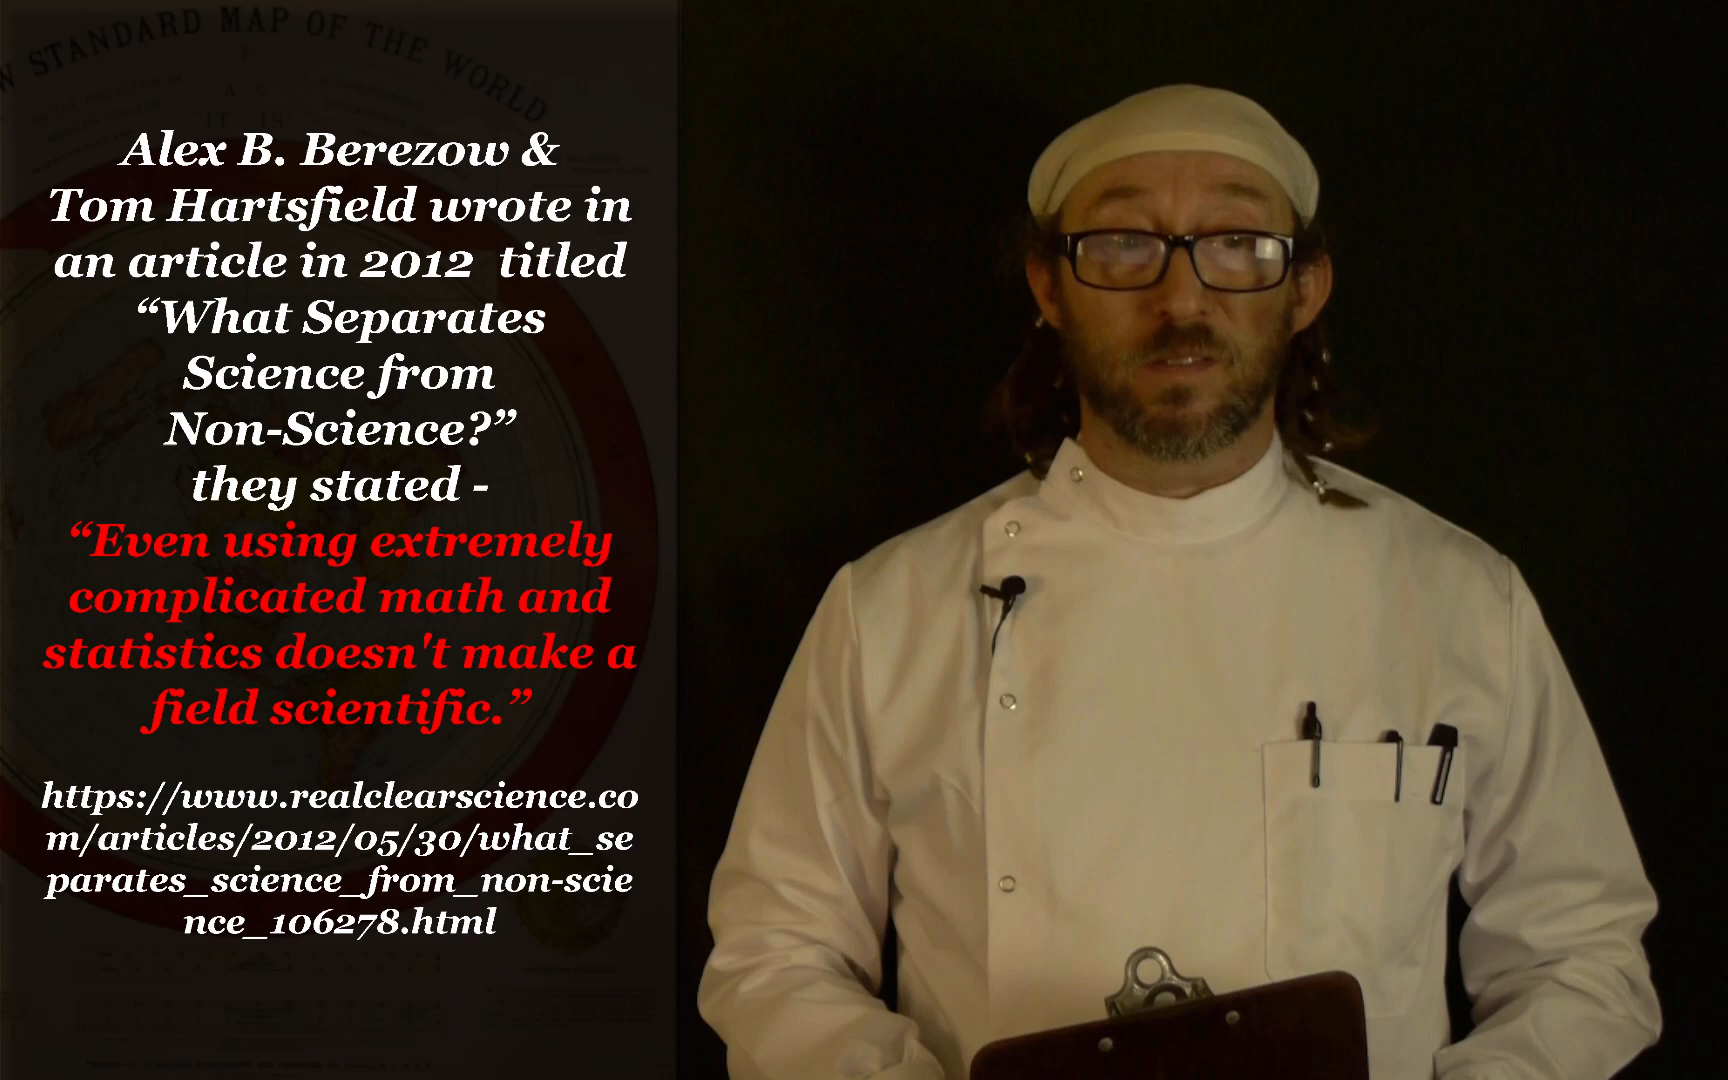 W STANDARD MAP OF THE WORLD
A S
"IT IS"
Alex B. Berezow &
Tom Hartsfield wrote in
an article in 2012 titled
“What Separates
Science from
Non-Science?”
they stated -
“Even using extremely
complicated math and
statistics doesn't make a
field scientific.”
https://www.realclearscience.co
m/articles/2012/05/30/what_se
parates_science_from_non-scie
nce_106278.html